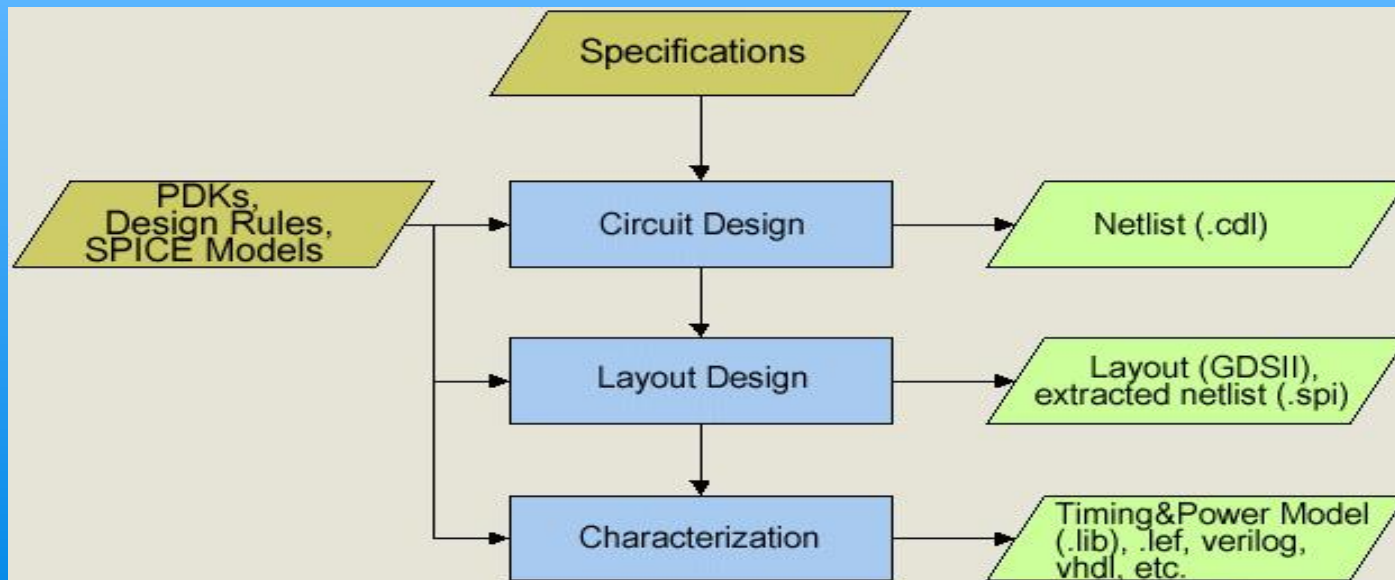 Specifications
PDKs,
Design Rules,
SPICE Models
Circuit Design
Netlist (.cdl)
Layout Design
Layout (GDSII),
extracted netlist (.spi)
Characterization
Timing&Power Model
(.lib), .lef, verilog,
vhdl, etc.